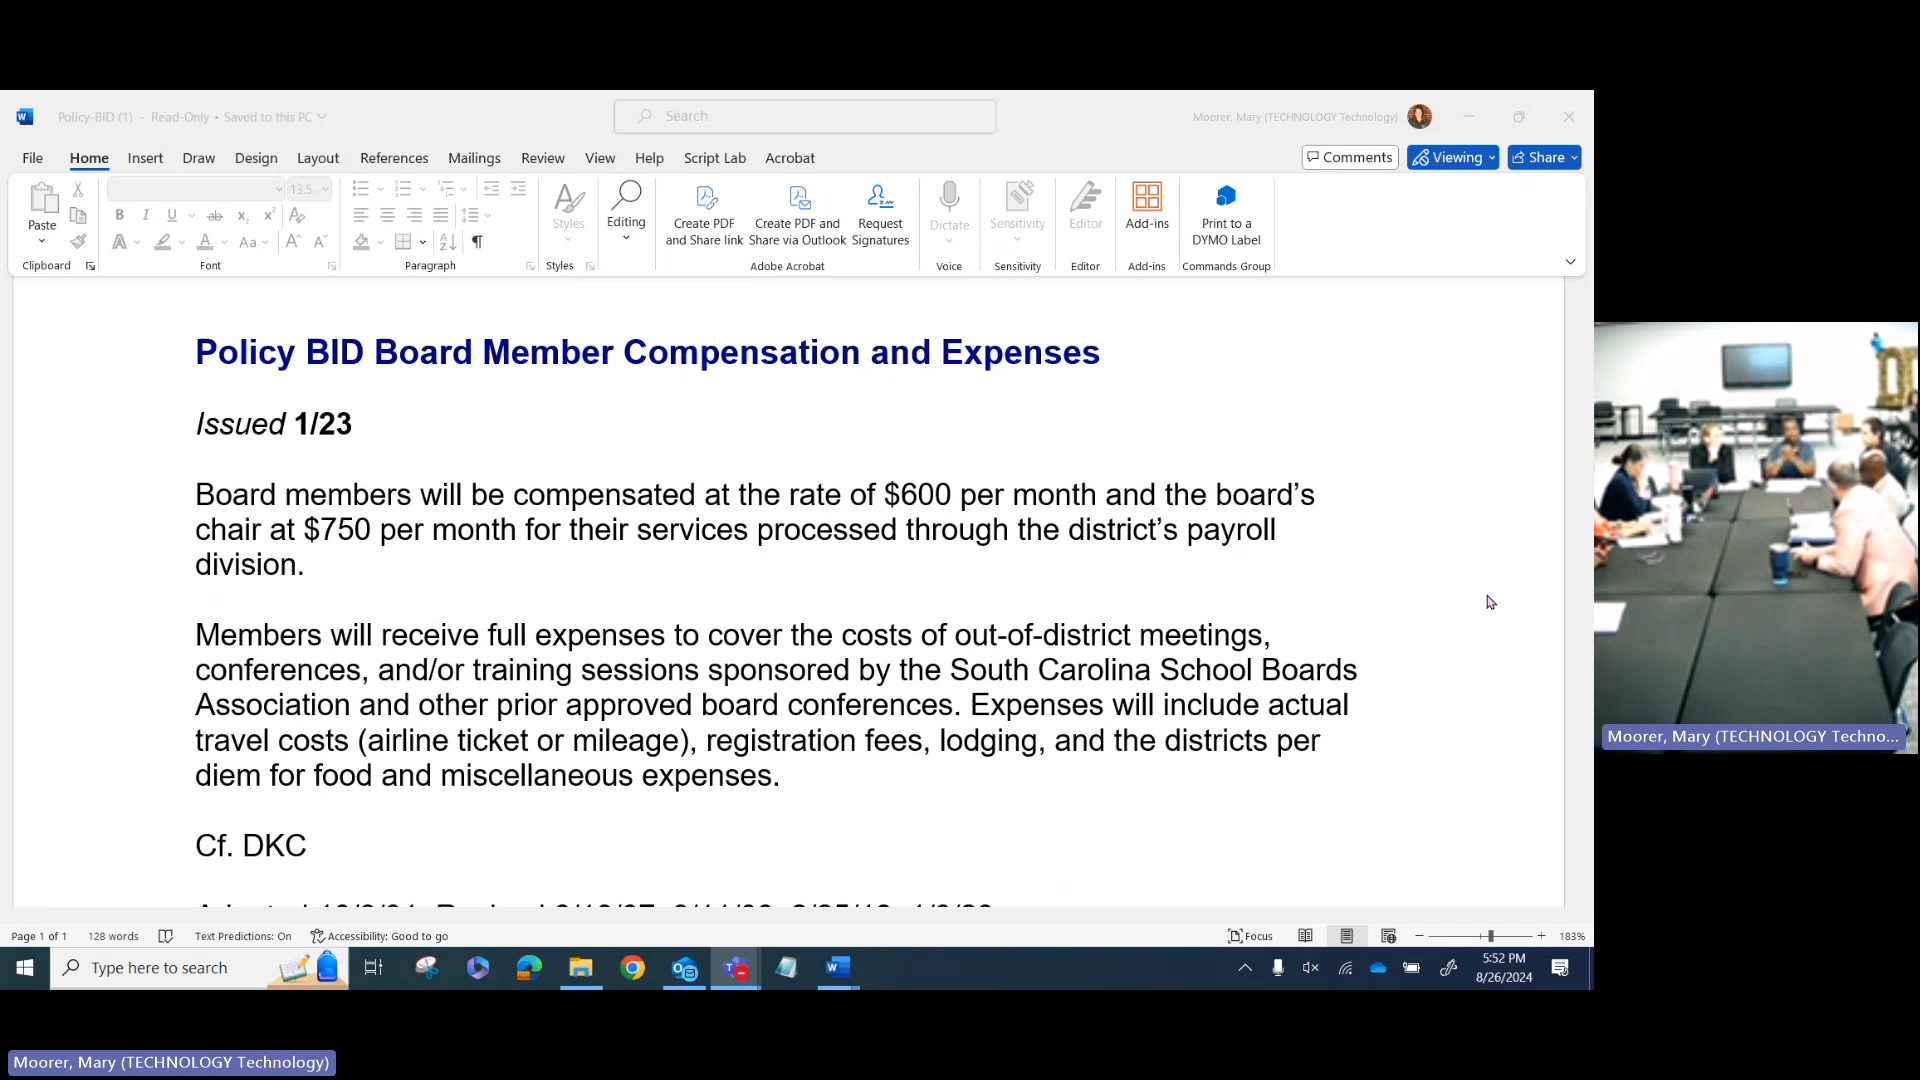 Policy-BID (1) - Read-Only • Saved to this PC
Search
Moorer, Mary (TECHNOLOGY Technology)
File Home Insert Draw Design Layout References Mailings Review View Help Script Lab Acrobat
Comments Viewing Share
13.5
Paste
Styles
Editing
Create PDF and Share link
Create PDF and Share via Outlook
Request Signatures
Dictate
Sensitivity
Editor
Add-ins
Print to a DYMO Label
Clipboard Font Paragraph Styles Adobe Acrobat Voice Sensitivity Editor Add-ins Commands Group
Policy BID Board Member Compensation and Expenses
Issued 1/23
Board members will be compensated at the rate of $600 per month and the board’s
chair at $750 per month for their services processed through the district’s payroll
division.
Members will receive full expenses to cover the costs of out-of-district meetings,
conferences, and/or training sessions sponsored by the South Carolina School Boards
Association and other prior approved board conferences. Expenses will include actual
travel costs (airline ticket or mileage), registration fees, lodging, and the districts per
diem for food and miscellaneous expenses.
Cf. DKC
Page 1 of 1 128 words Text Predictions: On Accessibility: Good to go Focus 183%
Type here to search
5:52 PM
8/26/2024
Moorer, Mary (TECHNOLOGY Techno...
Moorer, Mary (TECHNOLOGY Technology)